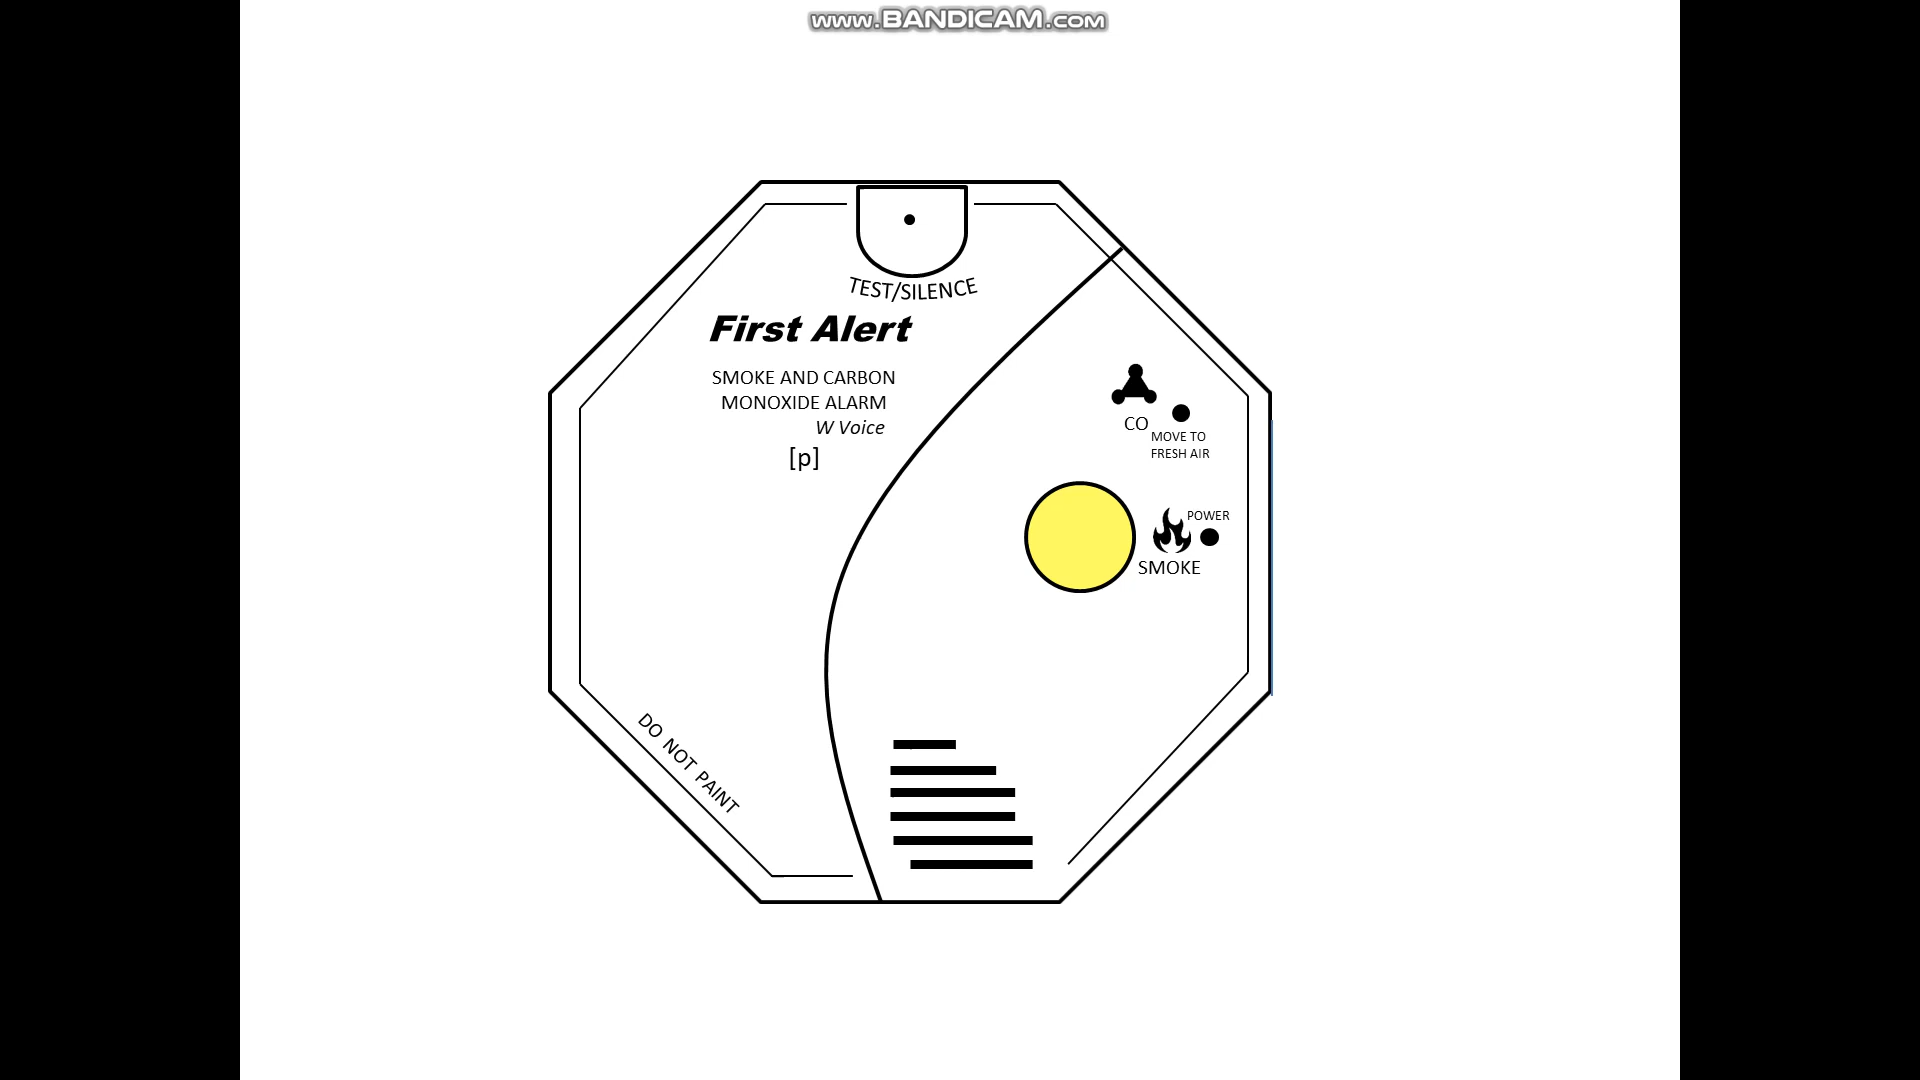 www.BANDICAM.com
TEST/SILENCE
First Alert
SMOKE AND CARBON
MONOXIDE ALARM
W Voice
[p]
CO
MOVE TO
FRESH AIR
POWER
SMOKE
DO NOT PAINT